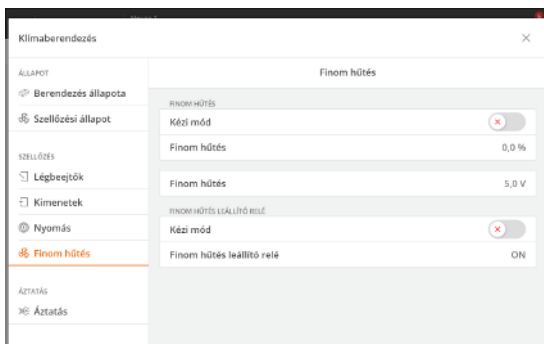 Klímaberendezés
ÁLLAPOT
Berendezés állapota
Szellőzési állapot
SZELLŐZÉS
Légbeejtők
Kimenetek
Nyomás
Finom hűtés
ÁZTATÁS
Áztatás
Finom hűtés
FINOM HŰTÉS
Kézi mód
Finom hűtés 0,0 %
Finom hűtés 5,0 V
FINOM HŰTÉS LEÁLLÍTÓ RELÉ
Kézi mód
Finom hűtés leállító relé ON